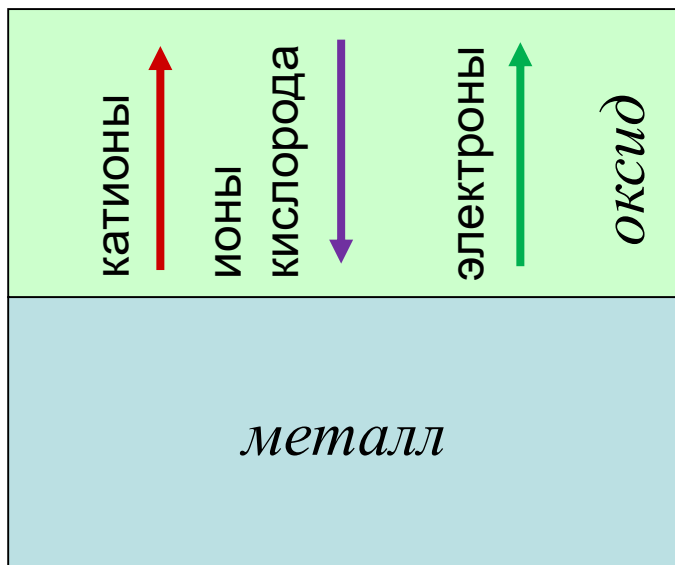 катионы
ионы
кислорода
электроны
оксид
металл